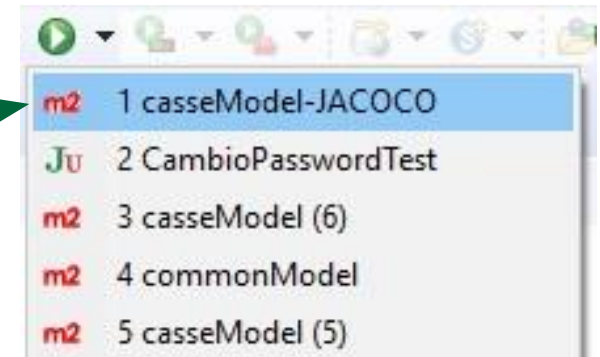 m2 1 casseModel-JACOCO
Ju 2 CambioPasswordTest
m2 3 casseModel (6)
m2 4 commonModel
m2 5 casseModel (5)